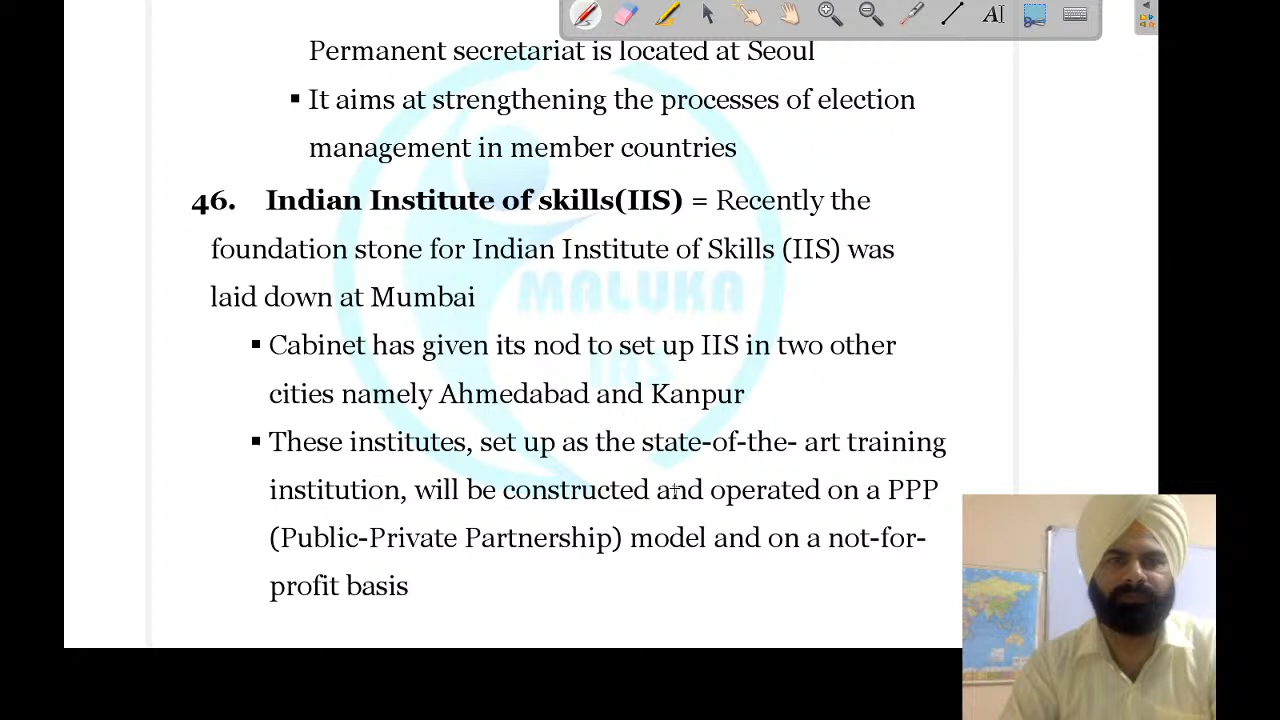 Permanent secretariat is located at Seoul
▪ It aims at strengthening the processes of election
management in member countries
46. Indian Institute of skills(IIS) = Recently the
foundation stone for Indian Institute of Skills (IIS) was
laid down at Mumbai
▪ Cabinet has given its nod to set up IIS in two other
cities namely Ahmedabad and Kanpur
▪ These institutes, set up as the state-of-the- art training
institution, will be constructed and operated on a PPP
(Public-Private Partnership) model and on a not-for-
profit basis
MALUKA
IAS